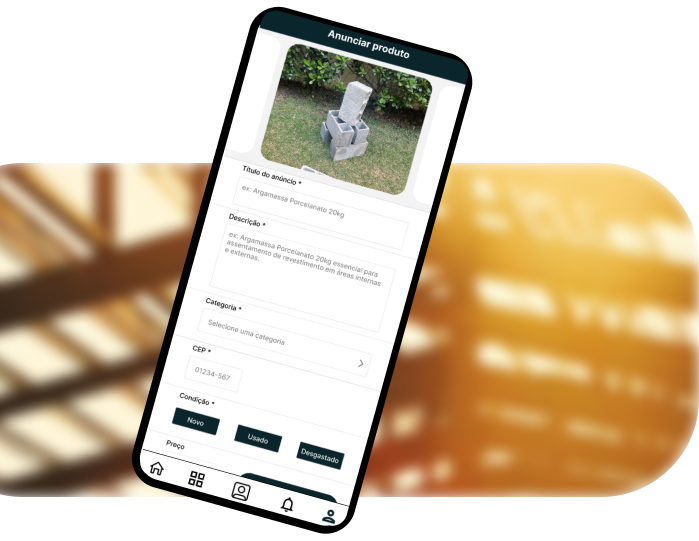 Anunciar produto
Título do anúncio *
ex: Argamassa Porcelanato 20kg
Descrição *
ex: Argamassa Porcelanato 20kg essencial para
assentamento de revestimento em áreas internas
e externas.
Categoria *
Selecione uma categoria
CEP *
01234-567
Condição *
Novo
Usado
Desgastado
Preço